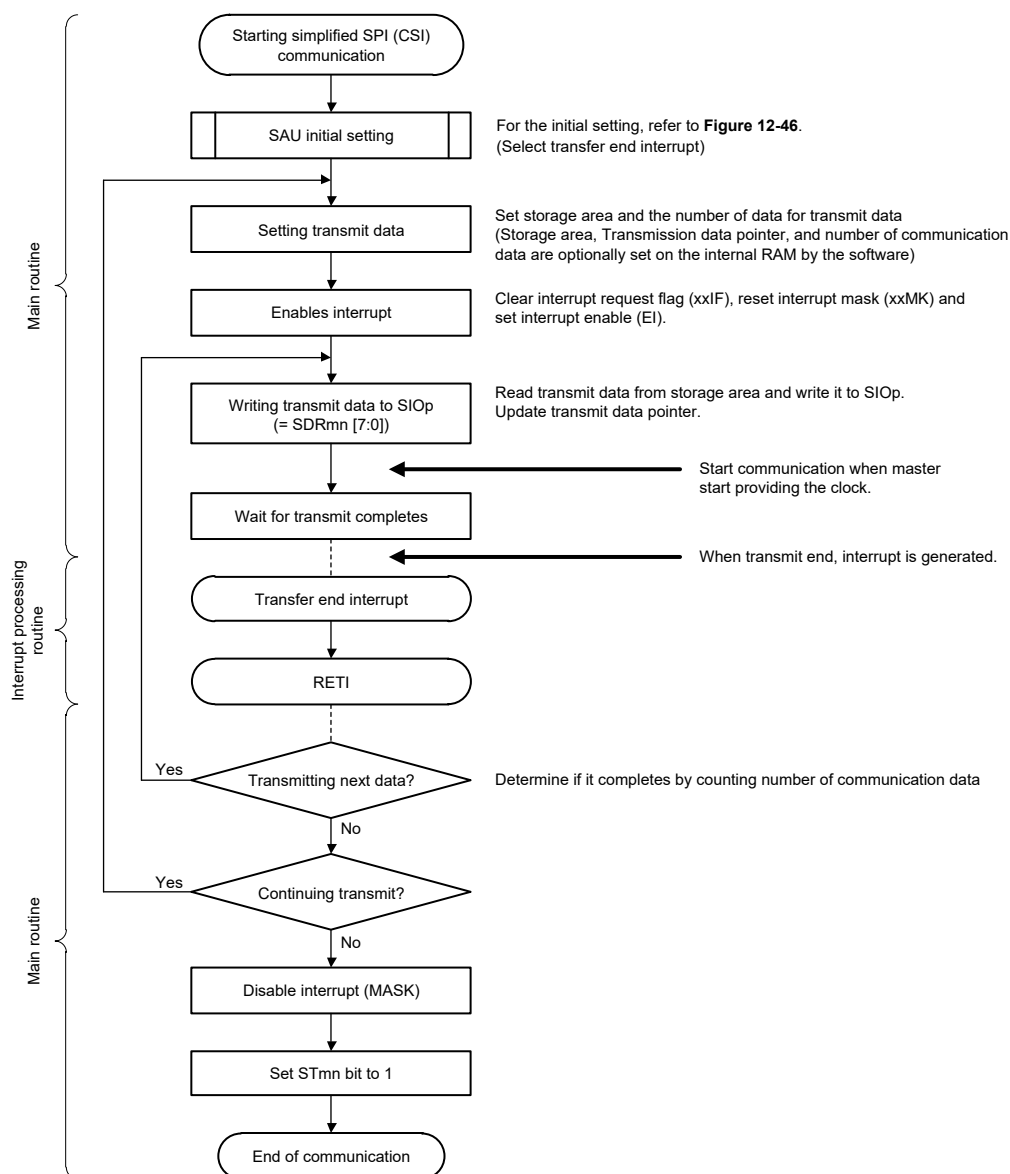 Starting simplified SPI (CSI)
communication
SAU initial setting
For the initial setting, refer to Figure 12-46.
(Select transfer end interrupt)
Main routine
Setting transmit data
Set storage area and the number of data for transmit data
(Storage area, Transmission data pointer, and number of communication
data are optionally set on the internal RAM by the software)
Enables interrupt
Clear interrupt request flag (xxIF), reset interrupt mask (xxMK) and
set interrupt enable (EI).
Writing transmit data to SIOp
(= SDRmn [7:0])
Read transmit data from storage area and write it to SIOp.
Update transmit data pointer.
Start communication when master
start providing the clock.
Wait for transmit completes
When transmit end, interrupt is generated.
Interrupt processing
routine
Transfer end interrupt
RETI
Yes
Transmitting next data?
Determine if it completes by counting number of communication data
No
Yes
Continuing transmit?
No
Main routine
Disable interrupt (MASK)
Set STmn bit to 1
End of communication